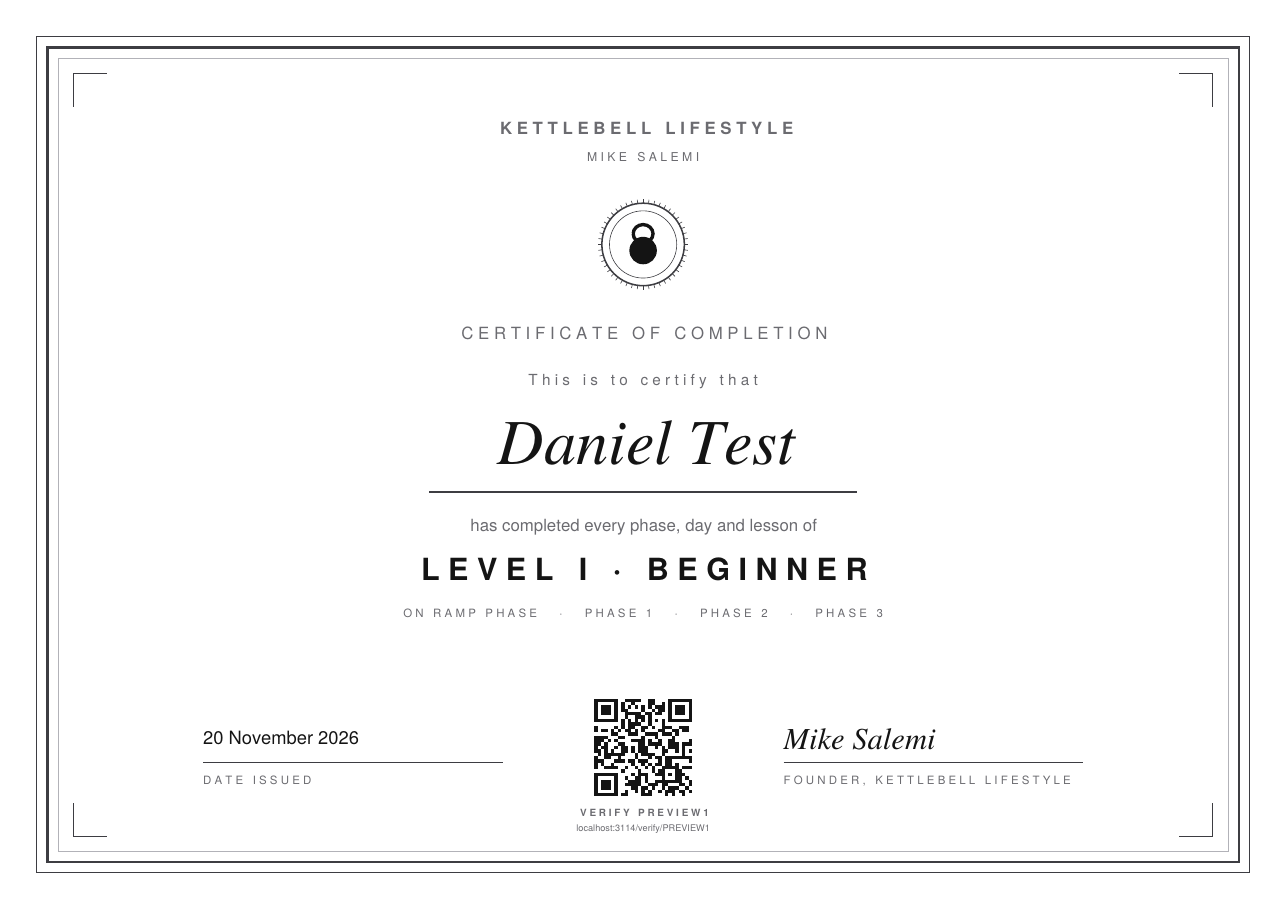 KETTLEBELL LIFESTYLE
MIKE SALEMI
CERTIFICATE OF COMPLETION
This is to certify that
Daniel Test
has completed every phase, day and lesson of
LEVEL I · BEGINNER
ON RAMP PHASE · PHASE 1 · PHASE 2 · PHASE 3
20 November 2026
DATE ISSUED
VERIFY PREVIEW1
localhost:3114/verify/PREVIEW1
Mike Salemi
FOUNDER, KETTLEBELL LIFESTYLE